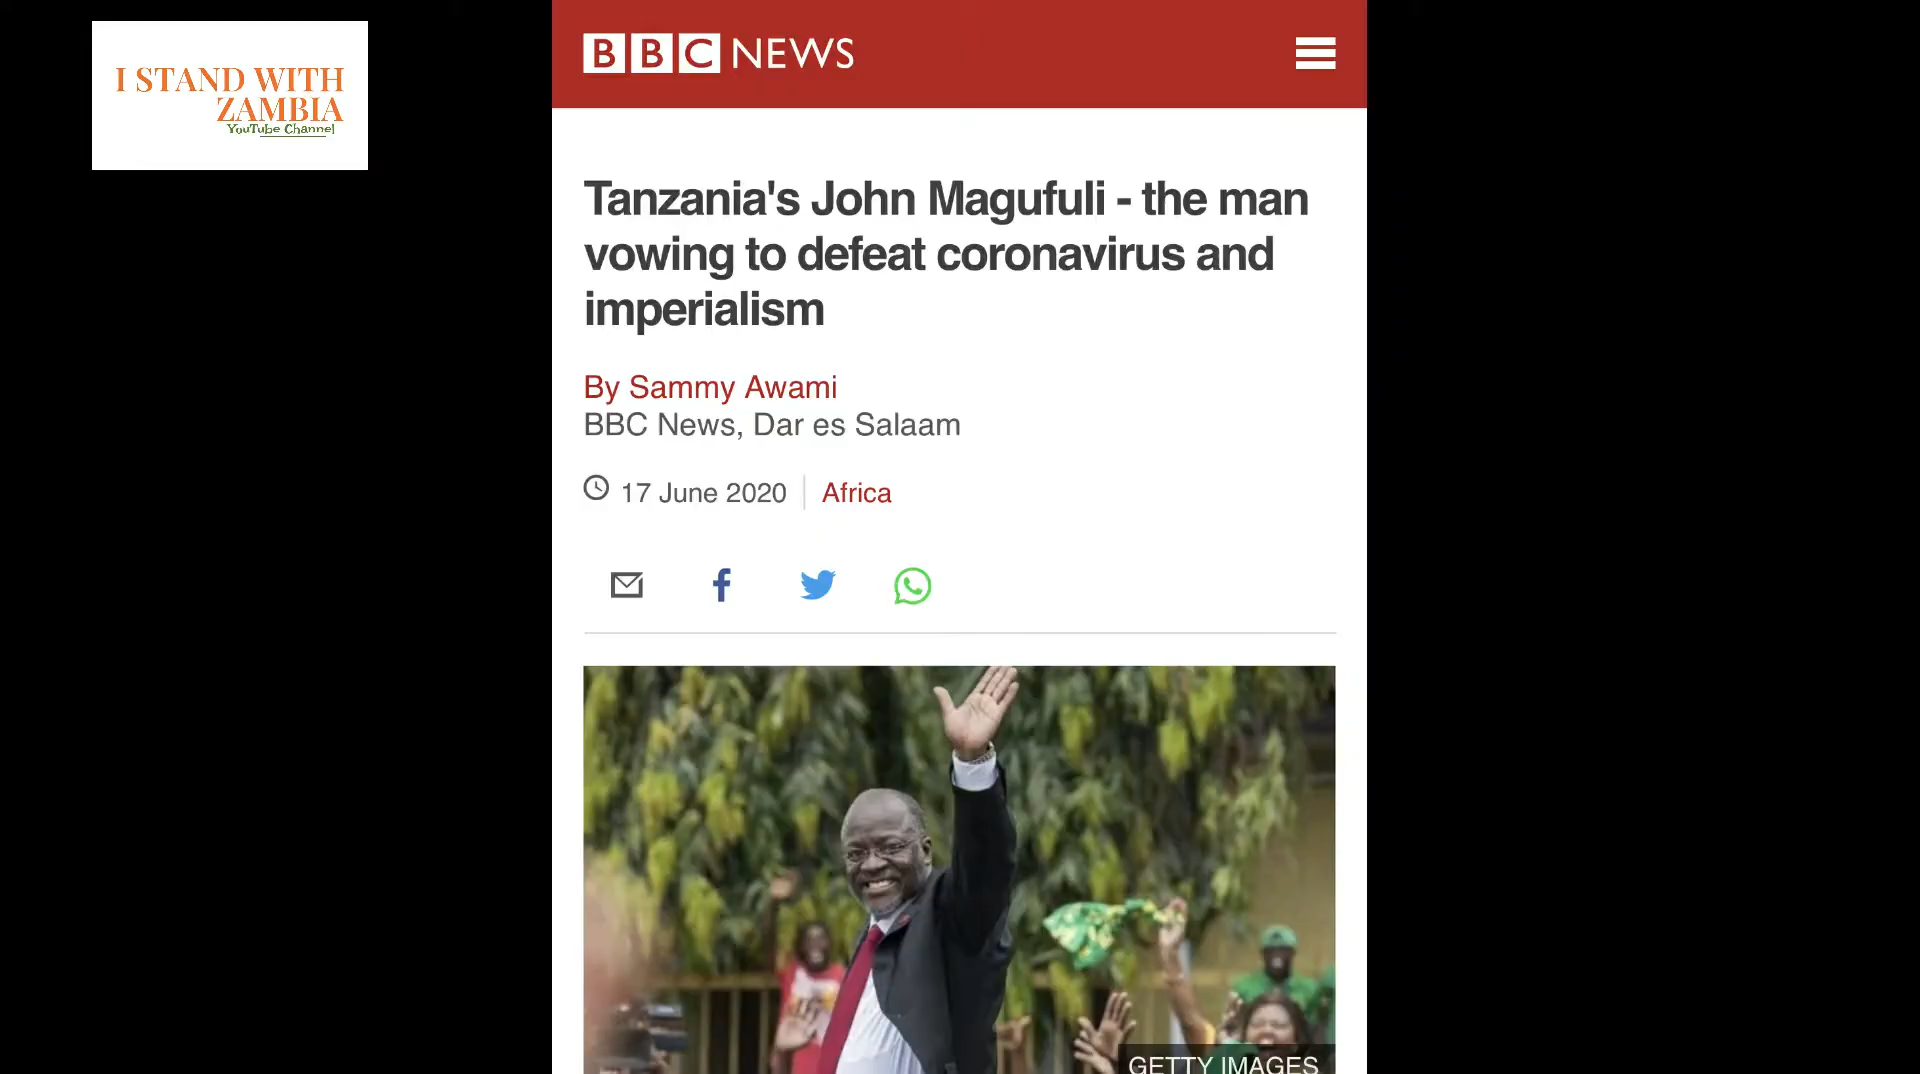 I STAND WITH
ZAMBIA
YouTube Channel
BBC NEWS
Tanzania's John Magufuli - the man
vowing to defeat coronavirus and
imperialism
By Sammy Awami
BBC News, Dar es Salaam
17 June 2020 | Africa
GETTY IMAGES